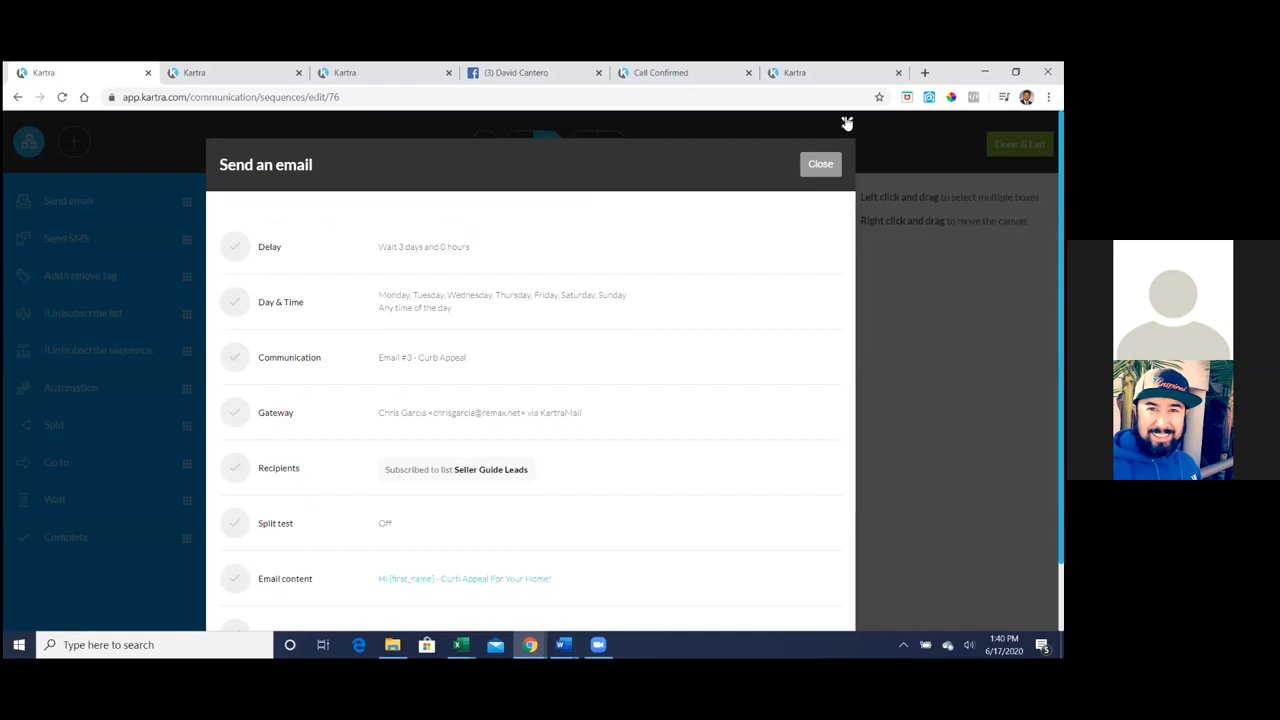 Kartra
Kartra
Kartra
(3) David Cantero
Call Confirmed
Kartra
app.kartra.com/communication/sequences/edit/76
Send an email
Close
Done & Exit
Send email
Send SMS
Add/remove tag
(Un)subscribe list
(Un)subscribe sequence
Automation
Split
Go to
Wait
Complete
Left click and drag to select multiple boxes
Right click and drag to move the canvas
Delay
Wait 3 days and 0 hours
Day & Time
Monday, Tuesday, Wednesday, Thursday, Friday, Saturday, Sunday
Any time of the day
Communication
Email #3 - Curb Appeal
Gateway
Chris Garcia <chrisgarcia@remax.net> via KartraMail
Recipients
Subscribed to list Seller Guide Leads
Split test
Off
Email content
Hi {first_name} - Curb Appeal For Your Home!
Type here to search
1:40 PM
6/17/2020
5